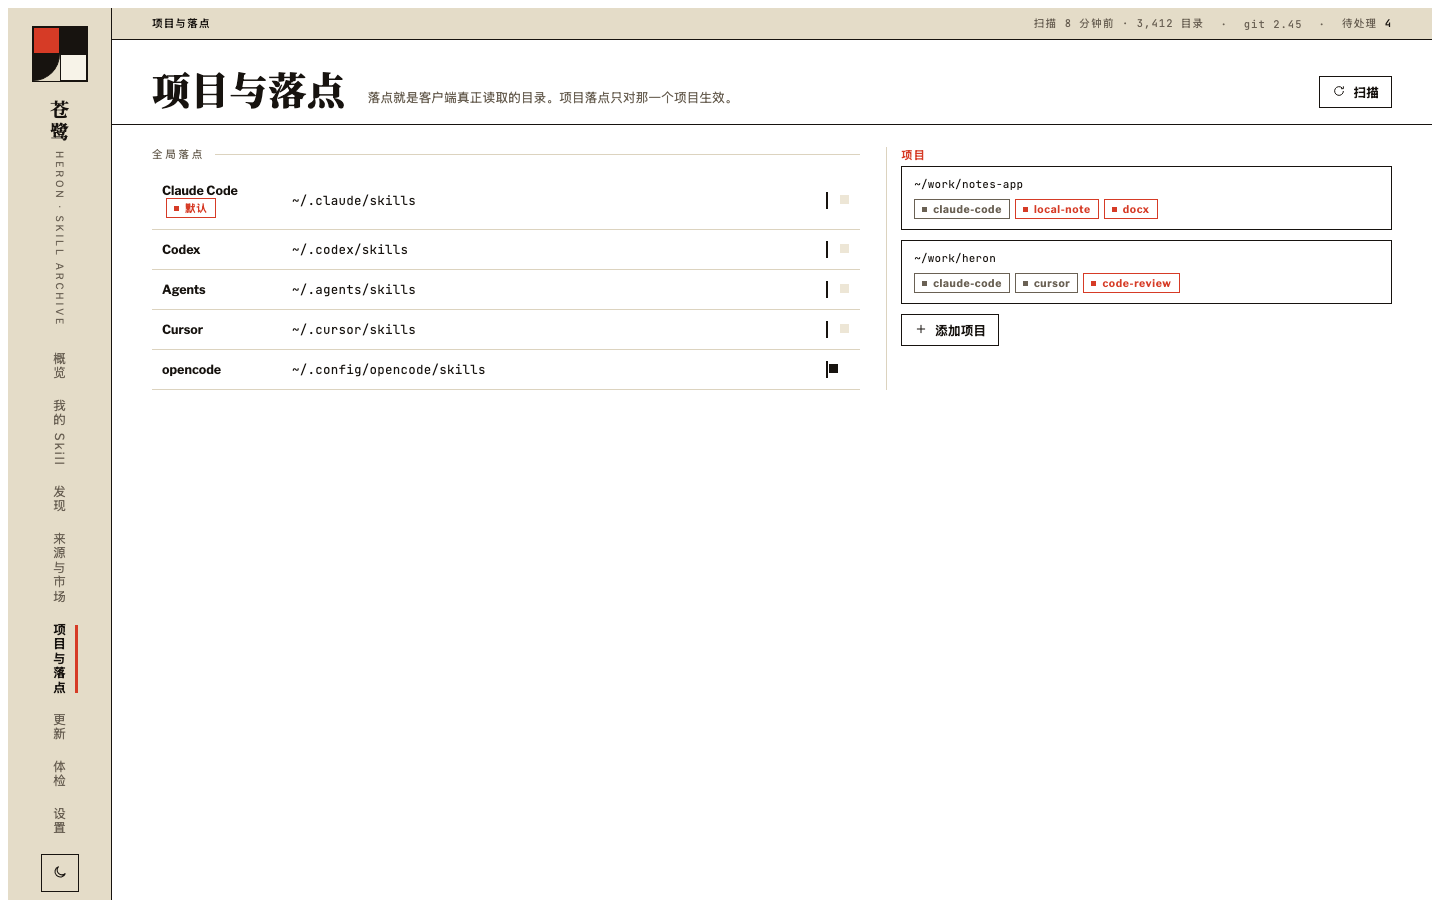 项目与落点
扫描 8 分钟前 · 3,412 目录 · git 2.45 · 待处理 4
苍鹭
HERON · SKILL ARCHIVE
概览
我的 Skill
发现
来源与市场
项目与落点
更新
体检
设置
项目与落点
落点就是客户端真正读取的目录。项目落点只对那一个项目生效。
扫描
全局落点
Claude Code 默认 ~/.claude/skills
Codex ~/.codex/skills
Agents ~/.agents/skills
Cursor ~/.cursor/skills
opencode ~/.config/opencode/skills
项目
~/work/notes-app
claude-code local-note docx
~/work/heron
claude-code cursor code-review
添加项目